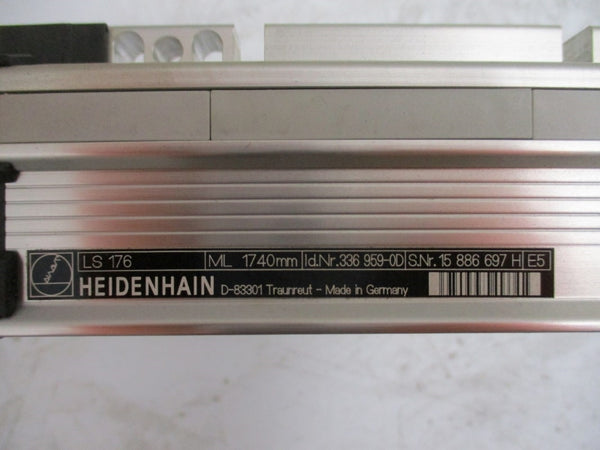 LS 176 ML 1740mm Id.Nr.336 959-0D S.Nr.15 886 697 H E5
HEIDENHAIN D-83301 Traunreut - Made in Germany